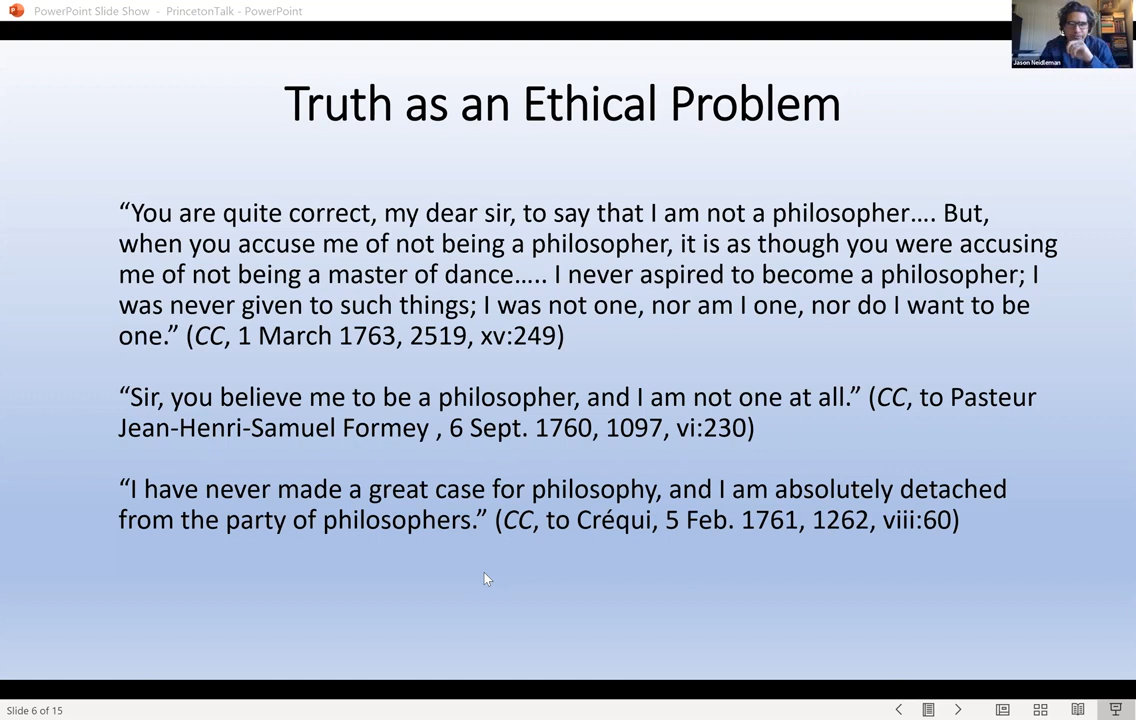 PowerPoint Slide Show - PrincetonTalk - PowerPoint
Jason Neidleman
Truth as an Ethical Problem
“You are quite correct, my dear sir, to say that I am not a philosopher…. But,
when you accuse me of not being a philosopher, it is as though you were accusing
me of not being a master of dance….. I never aspired to become a philosopher; I
was never given to such things; I was not one, nor am I one, nor do I want to be
one.” (CC, 1 March 1763, 2519, xv:249)
“Sir, you believe me to be a philosopher, and I am not one at all.” (CC, to Pasteur
Jean-Henri-Samuel Formey , 6 Sept. 1760, 1097, vi:230)
“I have never made a great case for philosophy, and I am absolutely detached
from the party of philosophers.” (CC, to Créqui, 5 Feb. 1761, 1262, viii:60)
Slide 6 of 15